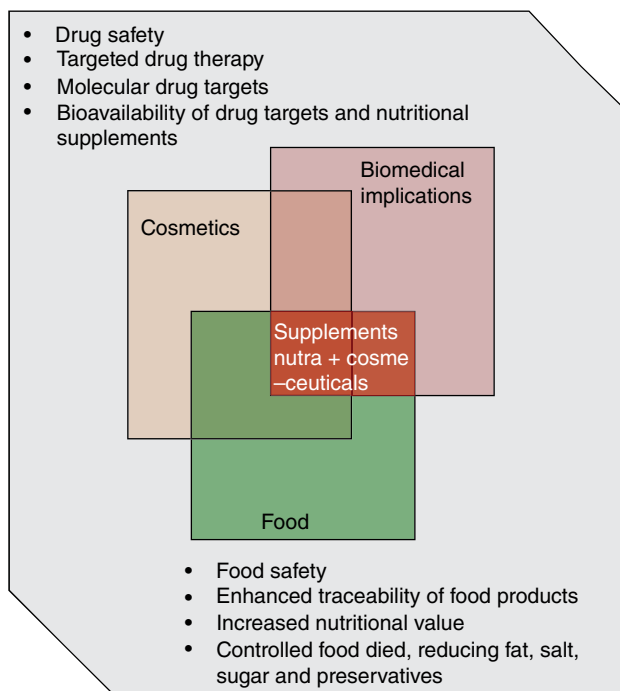 • Drug safety
• Targeted drug therapy
• Molecular drug targets
• Bioavailability of drug targets and nutritional
supplements
Biomedical
implications
Cosmetics
Supplements
nutra + cosme
–ceuticals
Food
• Food safety
• Enhanced traceability of food products
• Increased nutritional value
• Controlled food died, reducing fat, salt,
sugar and preservatives